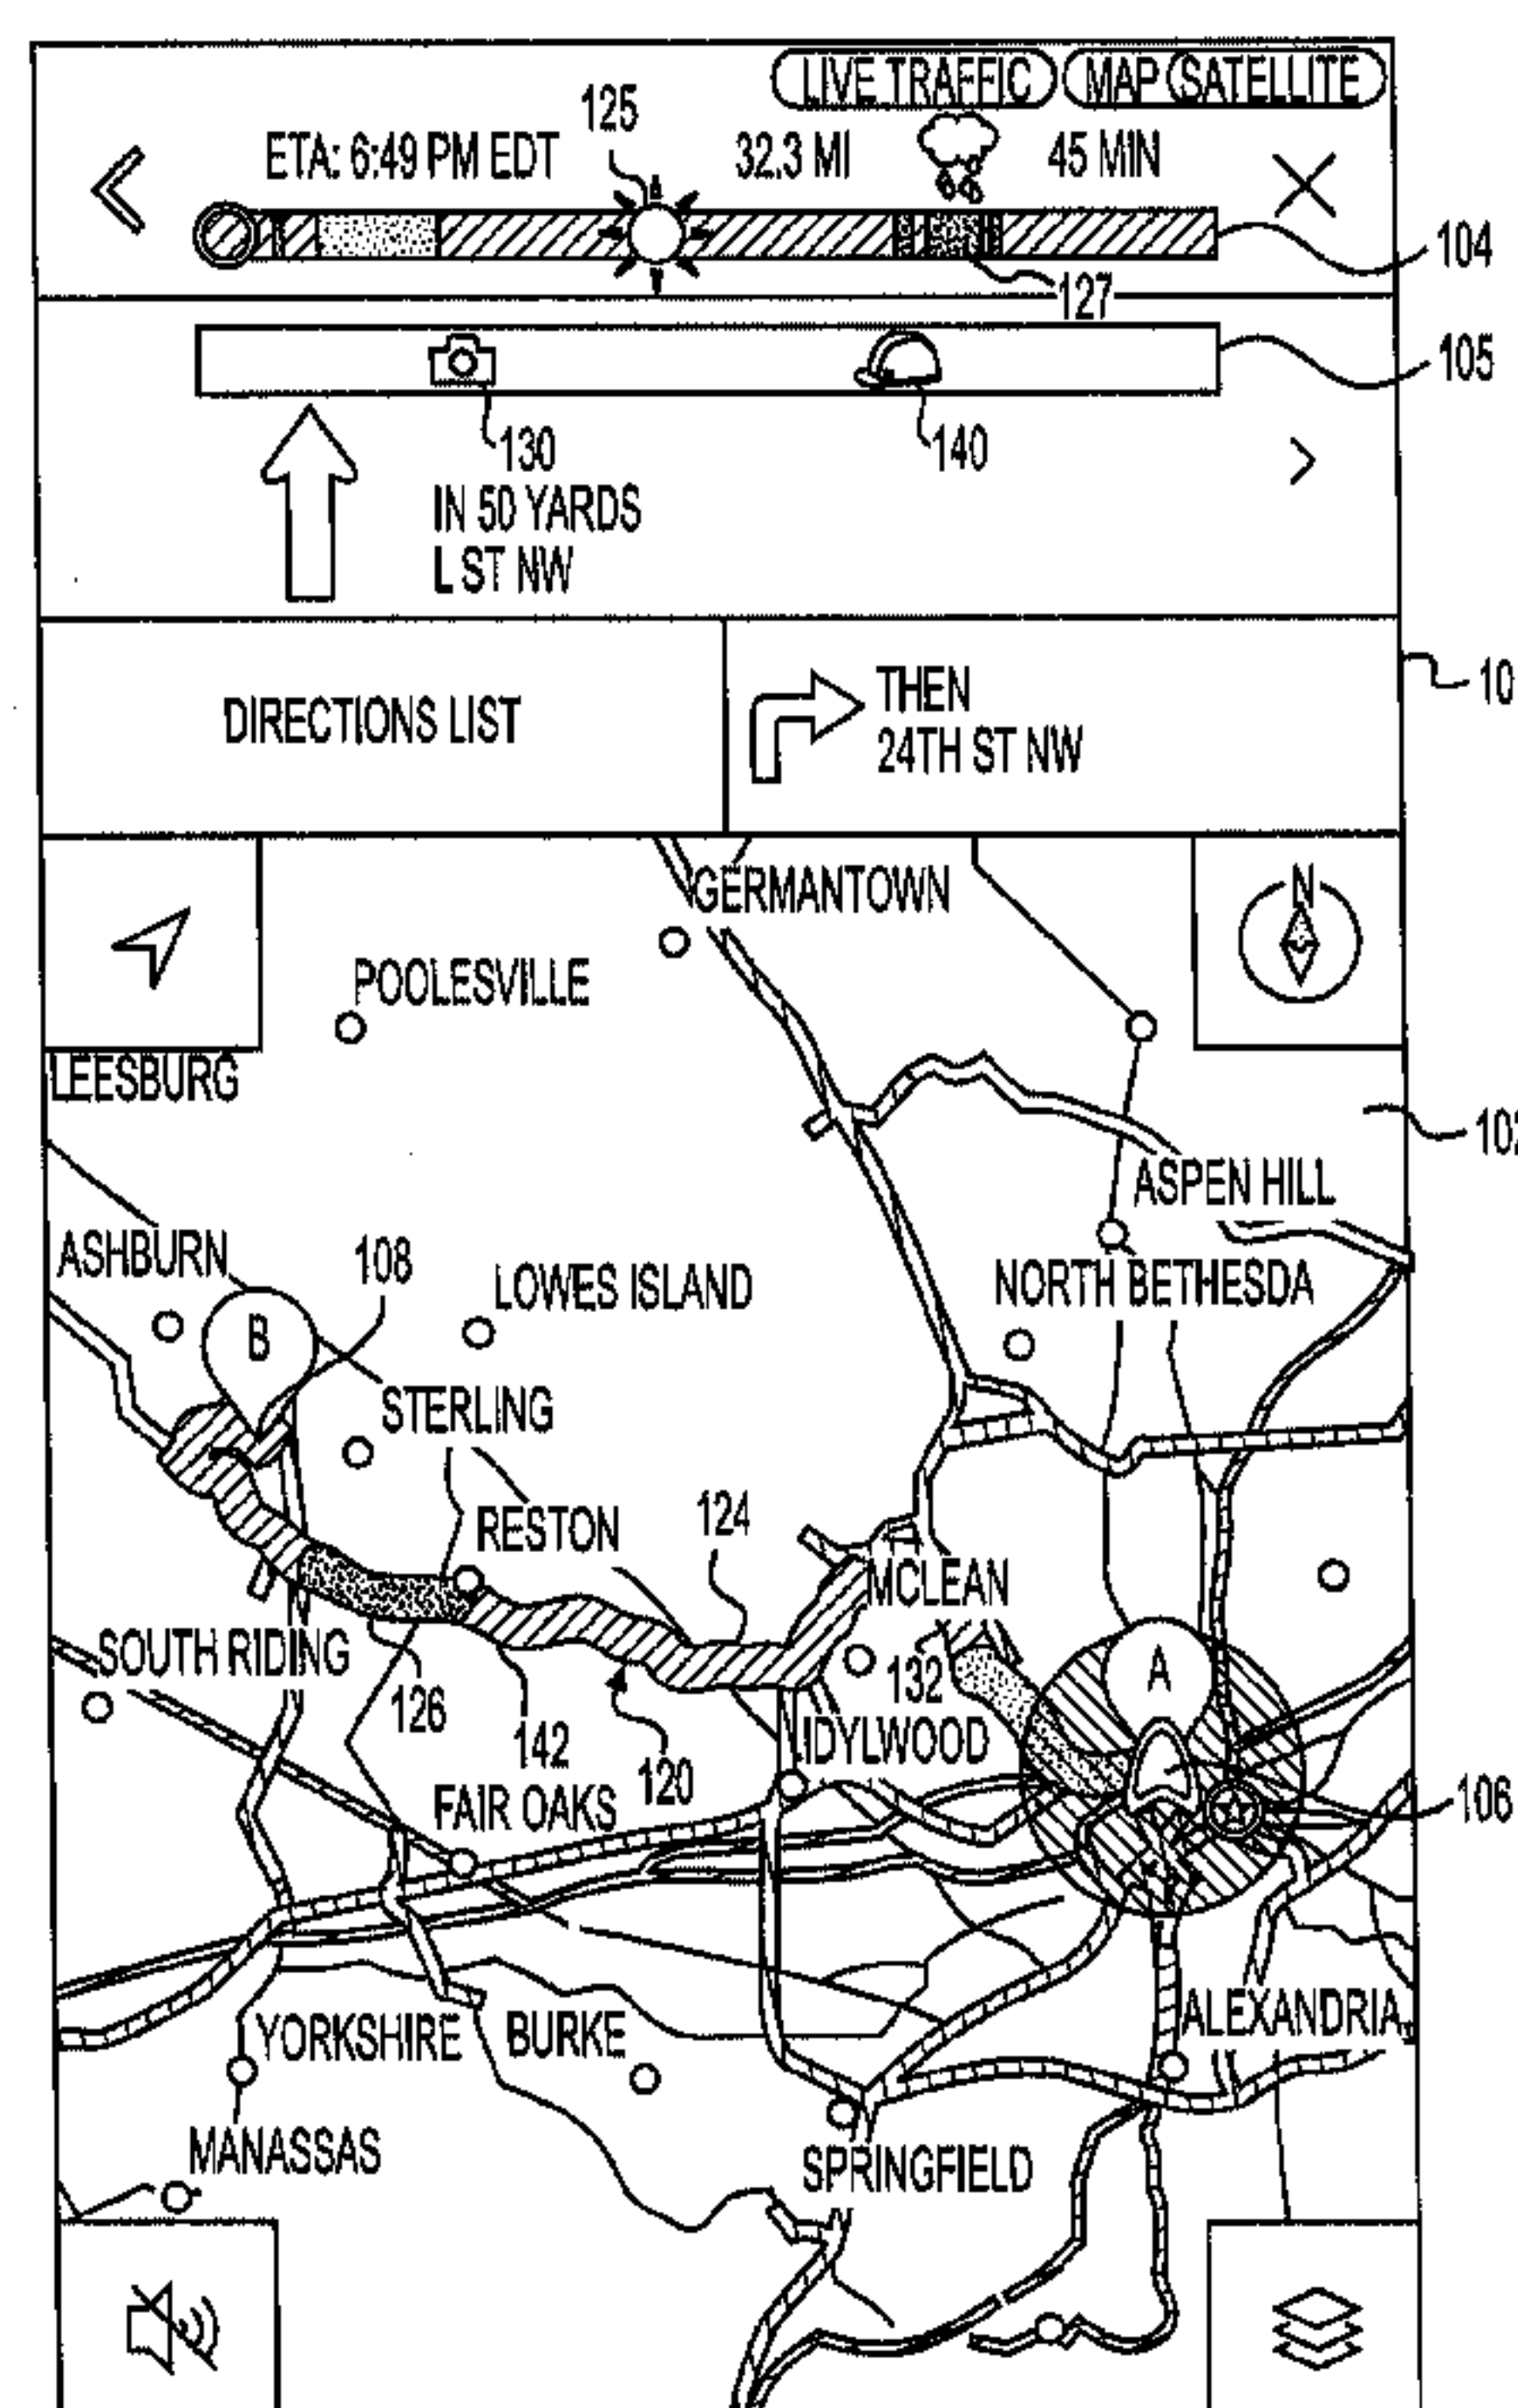 LIVE TRAFFIC MAP SATELLITE
125
ETA: 6:49 PM EDT 32.3 MI 45 MIN
104
127
105
130 140
IN 50 YARDS
L ST NW
10
DIRECTIONS LIST
THEN
24TH ST NW
N
GERMANTOWN
POOLESVILLE
LEESBURG
102
ASPEN HILL
ASHBURN 108
LOWES ISLAND NORTH BETHESDA
B
STERLING
RESTON 124
MCLEAN
SOUTH RIDING
A
132
126
142
IDYLWOOD
120
FAIR OAKS
106
YORKSHIRE BURKE ALEXANDRIA
MANASSAS
SPRINGFIELD